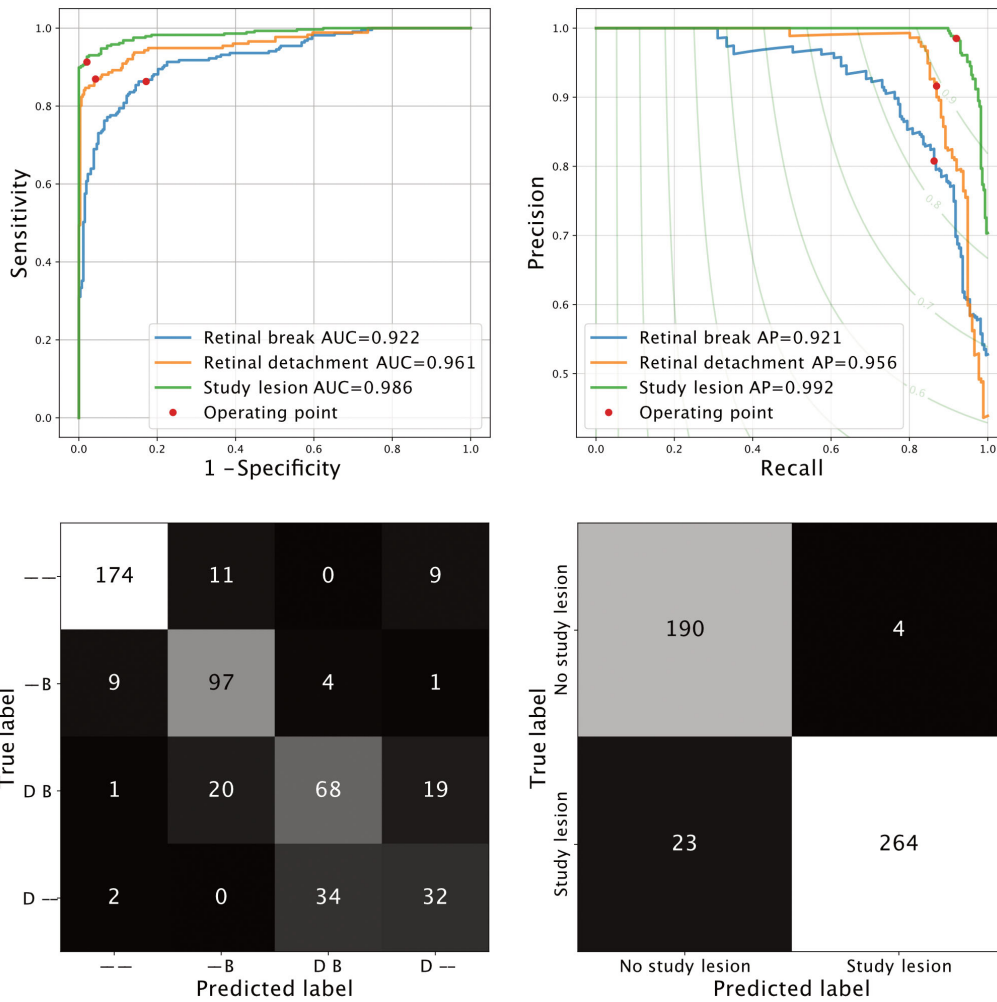 1.0
0.8
0.6
0.4
0.2
0.0
Sensitivity
0.0 0.2 0.4 0.6 0.8 1.0
1 – Specificity
Retinal break AUC=0.922
Retinal detachment AUC=0.961
Study lesion AUC=0.986
Operating point
1.0
0.9
0.8
0.7
0.6
0.5
Precision
0.0 0.2 0.4 0.6 0.8 1.0
Recall
0.9
0.8
0.7
0.6
Retinal break AP=0.921
Retinal detachment AP=0.956
Study lesion AP=0.992
Operating point
True label
— — 174 11 0 9
—B 9 97 4 1
D B 1 20 68 19
D –– 2 0 34 32
— — —B D B D ––
Predicted label
True label
No study lesion 190 4
Study lesion 23 264
No study lesion Study lesion
Predicted label